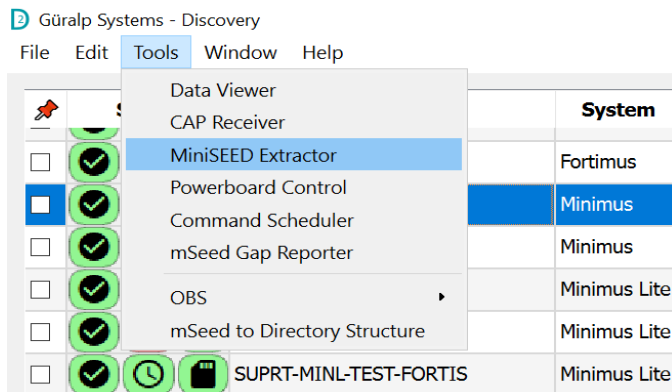 Güralp Systems - Discovery
File Edit Tools Window Help
Data Viewer
System
CAP Receiver
MiniSEED Extractor
Fortimus
Powerboard Control
Minimus
Command Scheduler
mSeed Gap Reporter
Minimus
OBS
Minimus Lite
mSeed to Directory Structure
Minimus Lite
SUPRT-MINL-TEST-FORTIS
Minimus Lite